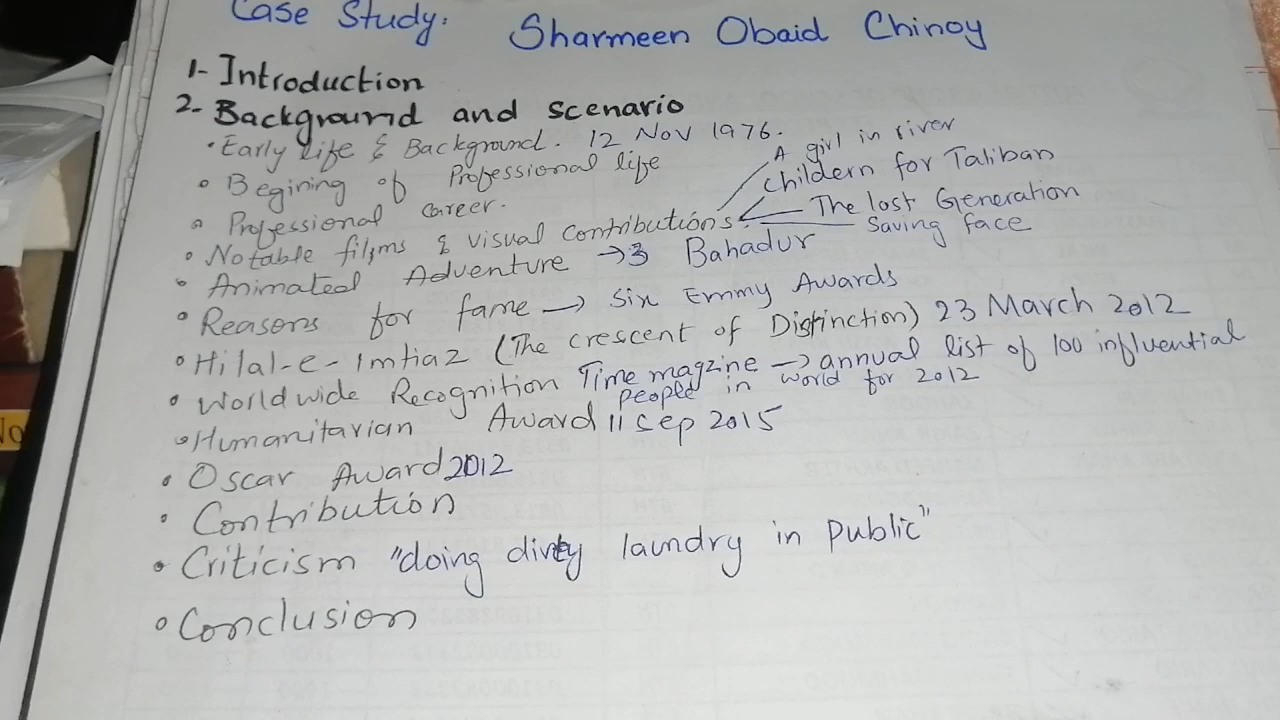 Case Study: Sharmeen Obaid Chinoy
1- Introduction
2- Background and scenario
• Early life & Background. 12 Nov 1976.
• Begining of Professional life
• Professional career.
• Notable films & visual contributions. A girl in river
childern for Taliban
The lost Generation
Saving face
• Animated Adventure → 3 Bahadur
• Reasons for fame → Six Emmy Awards
• Hilal-e-Imtiaz (The crescent of Distinction) 23 March 2012
• Worldwide Recognition Time magzine → annual list of 100 influential
people in world for 2012
• Humanitarian Award 11 Sep 2015
• Oscar Award 2012
• Contribution
• Criticism "doing dirty laundry in public"
• Conclusion
No